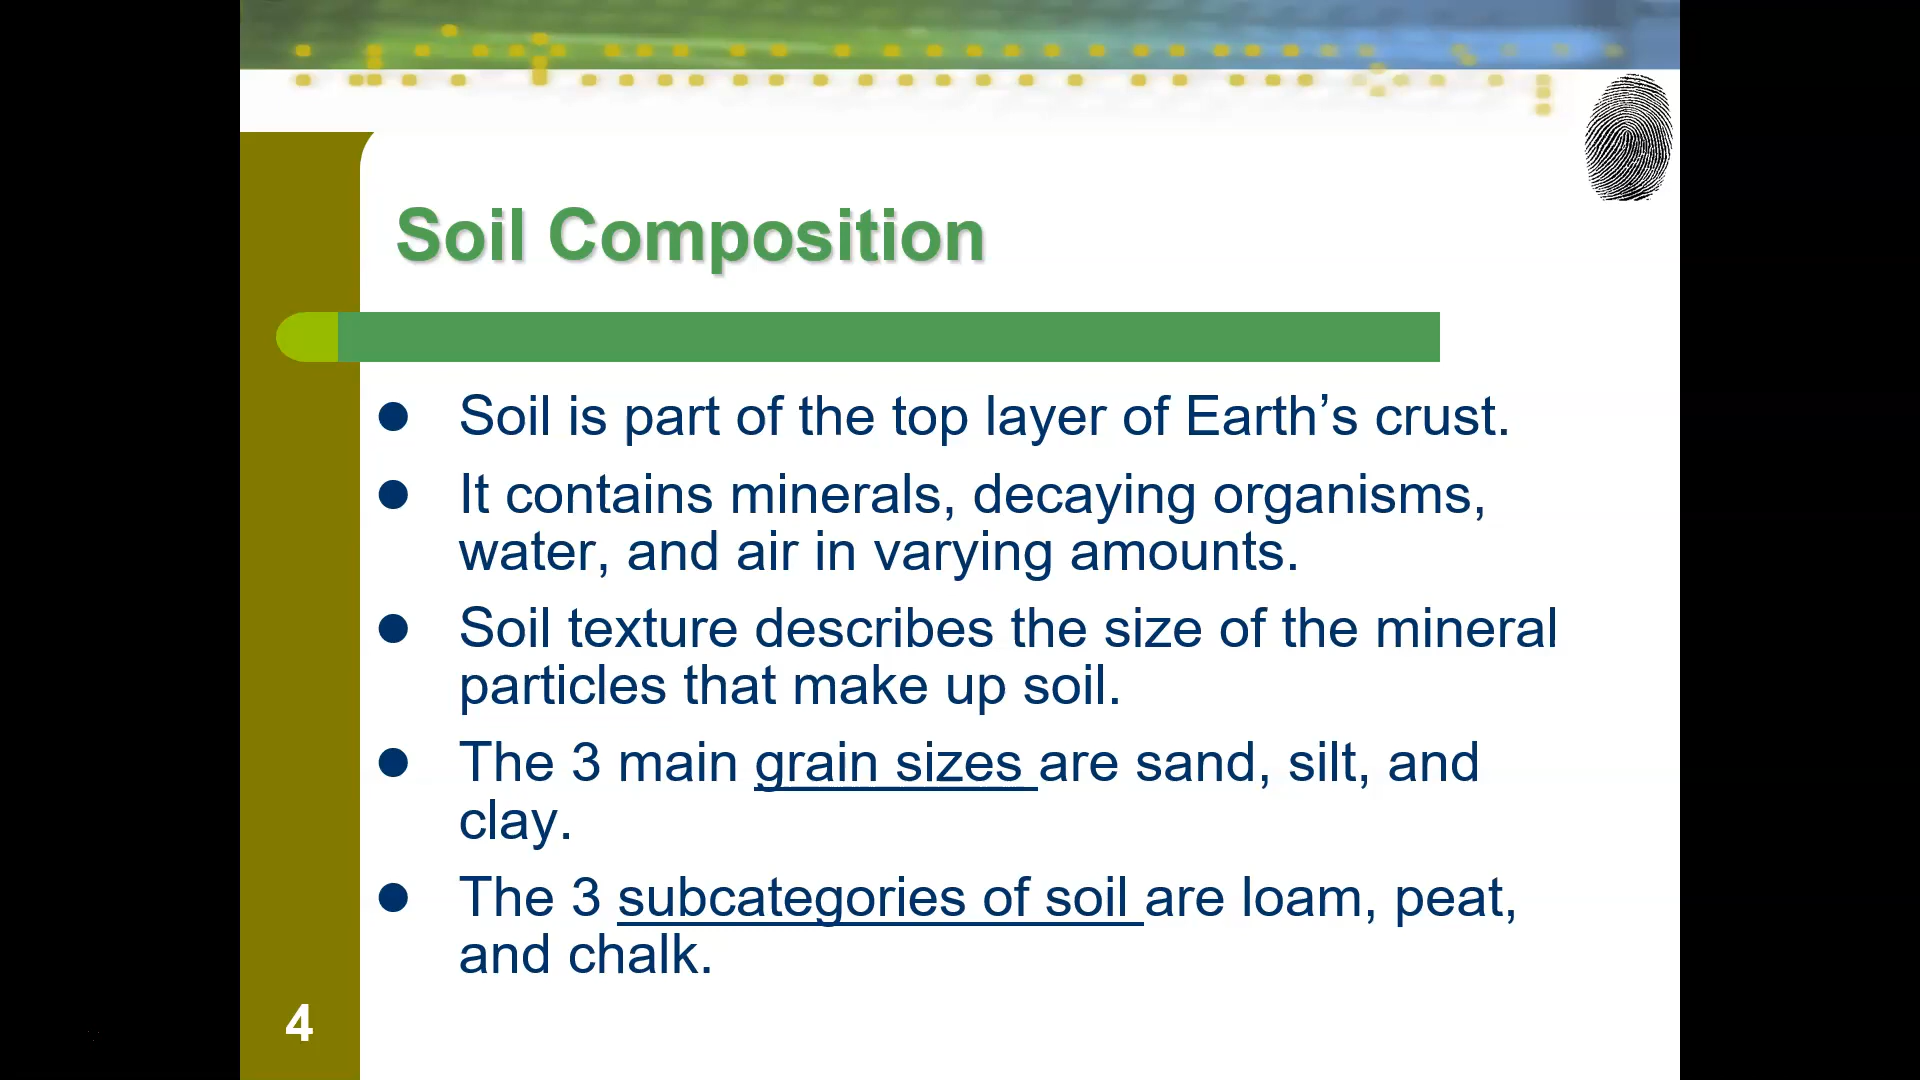 Soil Composition
Soil is part of the top layer of Earth’s crust.
It contains minerals, decaying organisms,
water, and air in varying amounts.
Soil texture describes the size of the mineral
particles that make up soil.
The 3 main grain sizes are sand, silt, and
clay.
The 3 subcategories of soil are loam, peat,
and chalk.
4